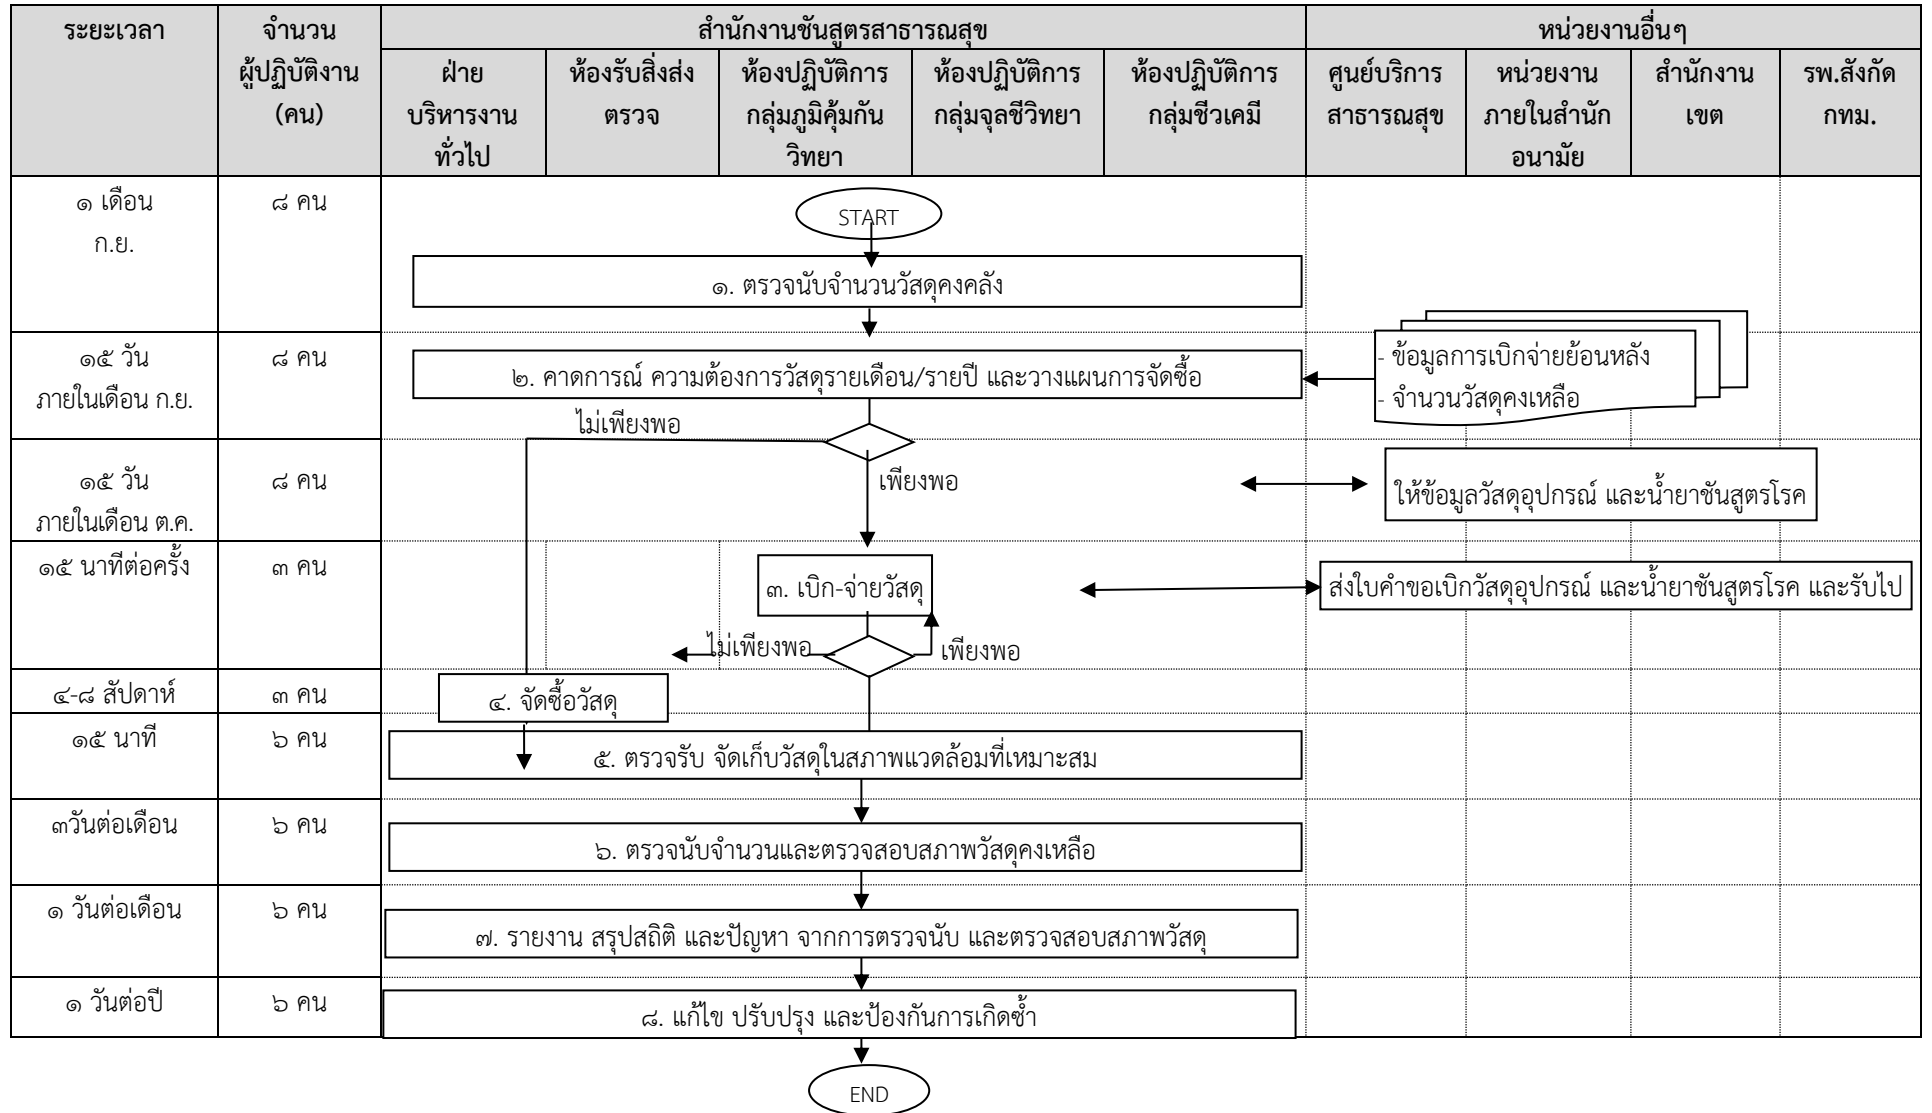 ระยะเวลา
จำนวน
ผู้ปฏิบัติงาน
(คน)
สำนักงานชันสูตรสาธารณสุข
หน่วยงานอื่นๆ
ฝ่าย
บริหารงาน
ทั่วไป
ห้องรับสิ่งส่ง
ตรวจ
ห้องปฏิบัติการ
กลุ่มภูมิคุ้มกัน
วิทยา
ห้องปฏิบัติการ
กลุ่มจุลชีวิทยา
ห้องปฏิบัติการ
กลุ่มชีวเคมี
ศูนย์บริการ
สาธารณสุข
หน่วยงาน
ภายในสำนัก
อนามัย
สำนักงาน
เขต
รพ.สังกัด
กทม.
๑ เดือน
ก.ย.
๘ คน
START
๑. ตรวจนับจำนวนวัสดุคงคลัง
๑๕ วัน
ภายในเดือน ก.ย.
๘ คน
๒. คาดการณ์ ความต้องการวัสดุรายเดือน/รายปี และวางแผนการจัดซื้อ
- ข้อมูลการเบิกจ่ายย้อนหลัง
- จำนวนวัสดุคงเหลือ
ไม่เพียงพอ
๑๕ วัน
ภายในเดือน ต.ค.
๘ คน
เพียงพอ
ให้ข้อมูลวัสดุอุปกรณ์ และน้ำยาชันสูตรโรค
๑๕ นาทีต่อครั้ง
๓ คน
๓. เบิก-จ่ายวัสดุ
ส่งใบคำขอเบิกวัสดุอุปกรณ์ และน้ำยาชันสูตรโรค และรับไป
ไม่เพียงพอ
เพียงพอ
๔-๘ สัปดาห์
๓ คน
๔. จัดซื้อวัสดุ
๑๕ นาที
๖ คน
๕. ตรวจรับ จัดเก็บวัสดุในสภาพแวดล้อมที่เหมาะสม
๓วันต่อเดือน
๖ คน
๖. ตรวจนับจำนวนและตรวจสอบสภาพวัสดุคงเหลือ
๑ วันต่อเดือน
๖ คน
๗. รายงาน สรุปสถิติ และปัญหา จากการตรวจนับ และตรวจสอบสภาพวัสดุ
๑ วันต่อปี
๖ คน
๘. แก้ไข ปรับปรุง และป้องกันการเกิดซ้ำ
END